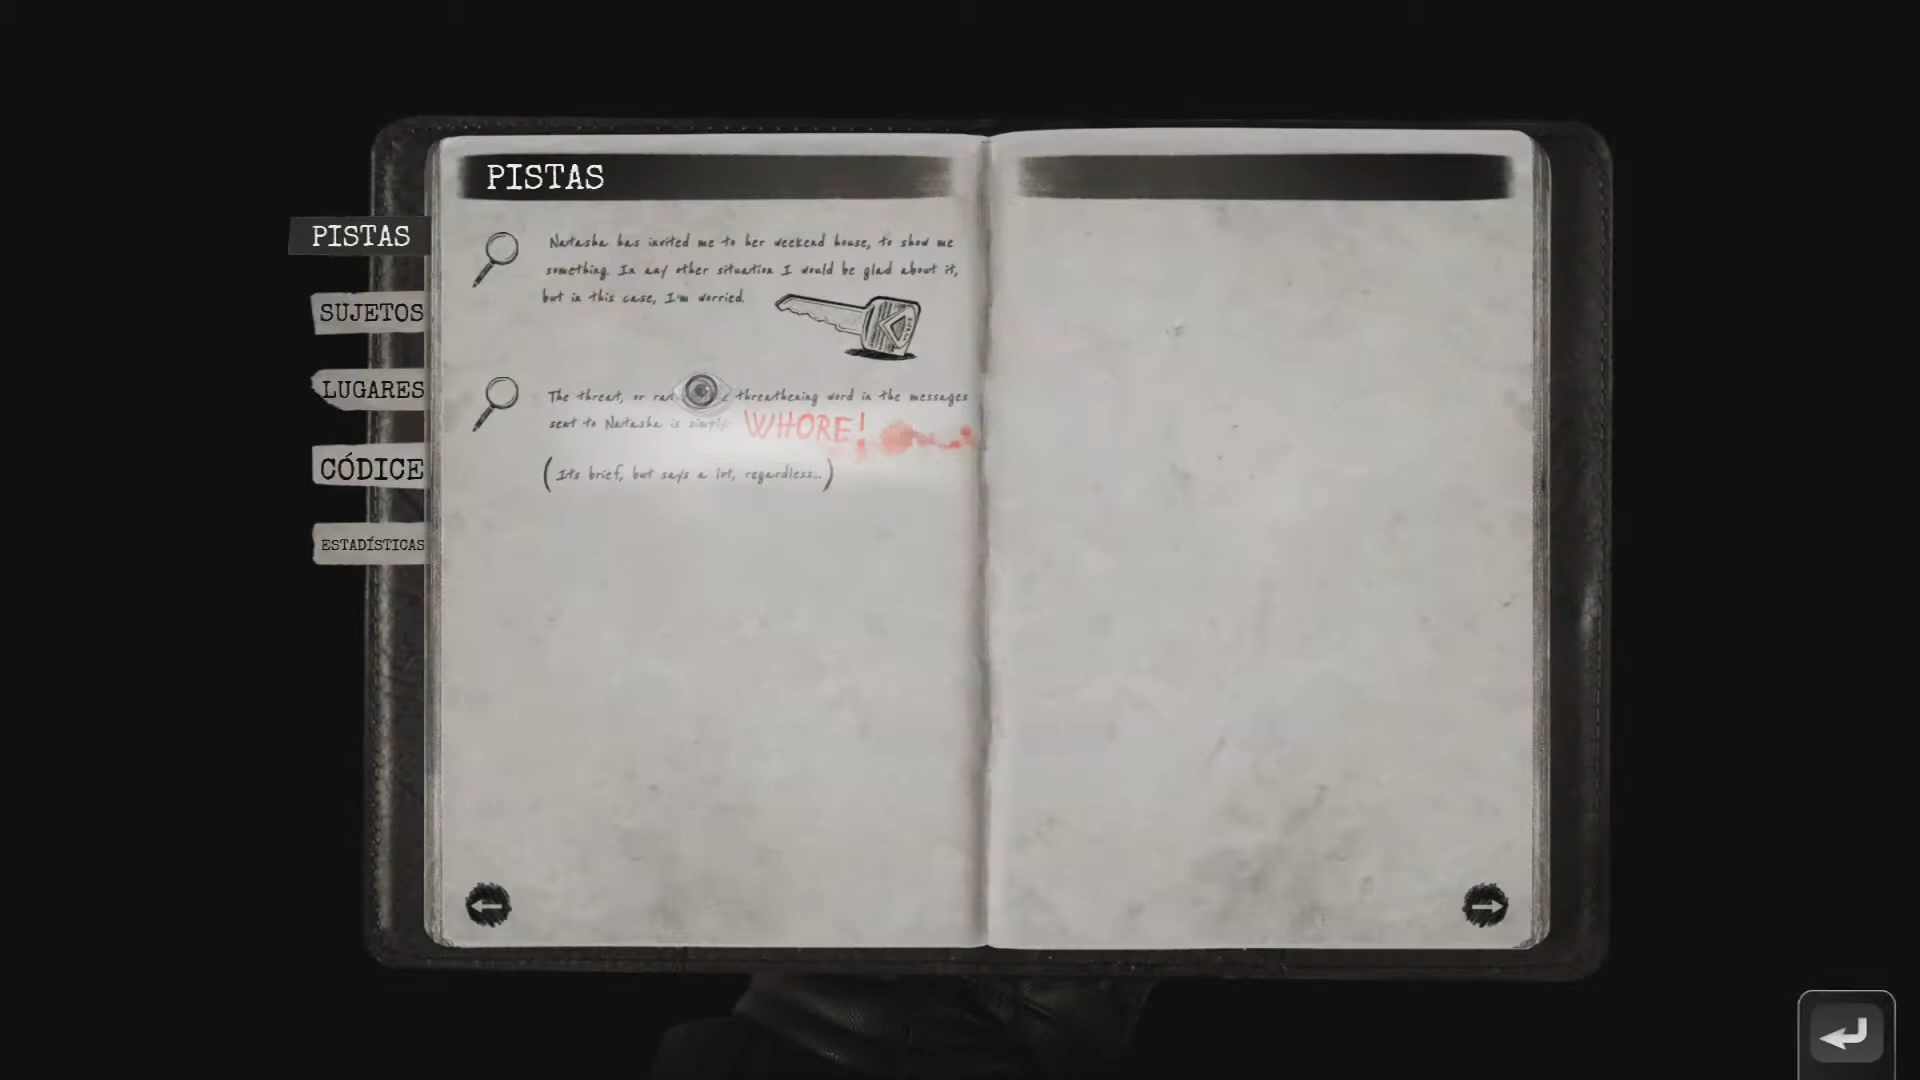 PISTAS
PISTAS
SUJETOS
LUGARES
CÓDICE
ESTADÍSTICAS
Natasha has invited me to her weekend house, to show me
something. In any other situation I would be glad about it,
but in this case, I'm worried.
The threat, or threathening word in the messages
sent to Natasha is simply WHORE!
(Its brief, but says a lot, regardless...)